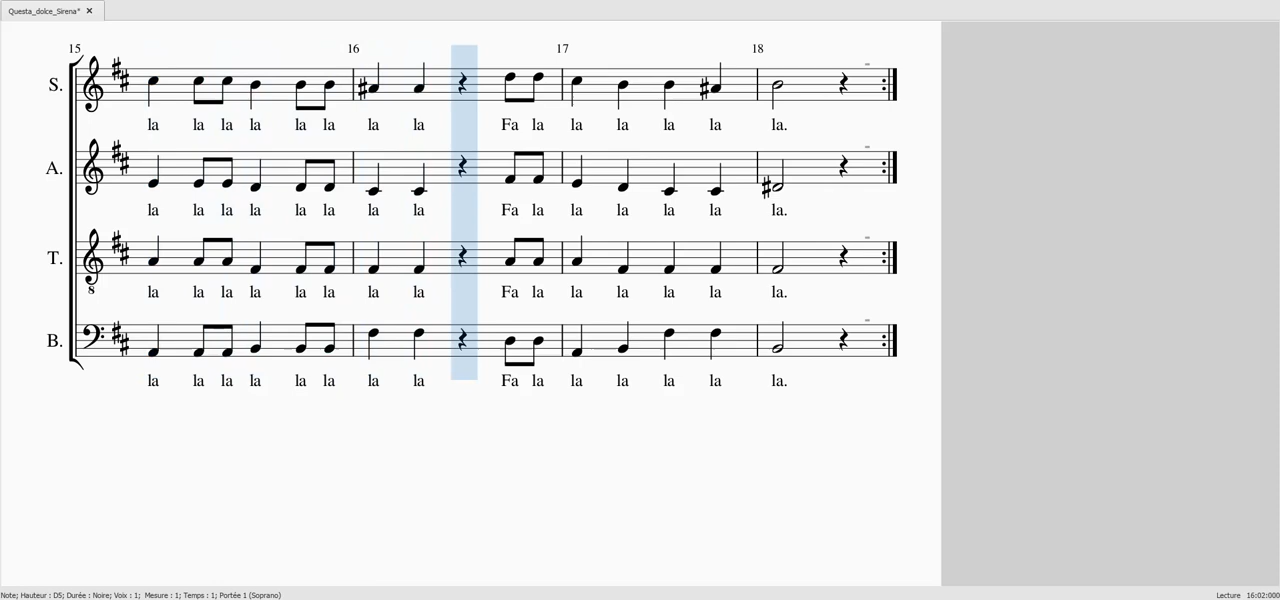 Questa_dolce_Sirena* ✕
15 16 17 18
S.
la la la la la la la la Fa la la la la la la.
A.
la la la la la la la la Fa la la la la la la.
T.
8
la la la la la la la la Fa la la la la la la.
B.
la la la la la la la la Fa la la la la la la.
Note; Hauteur : D5; Durée : Noire; Voix : 1; Mesure : 1; Temps : 1; Portée 1 (Soprano) Lecture 16:02:000